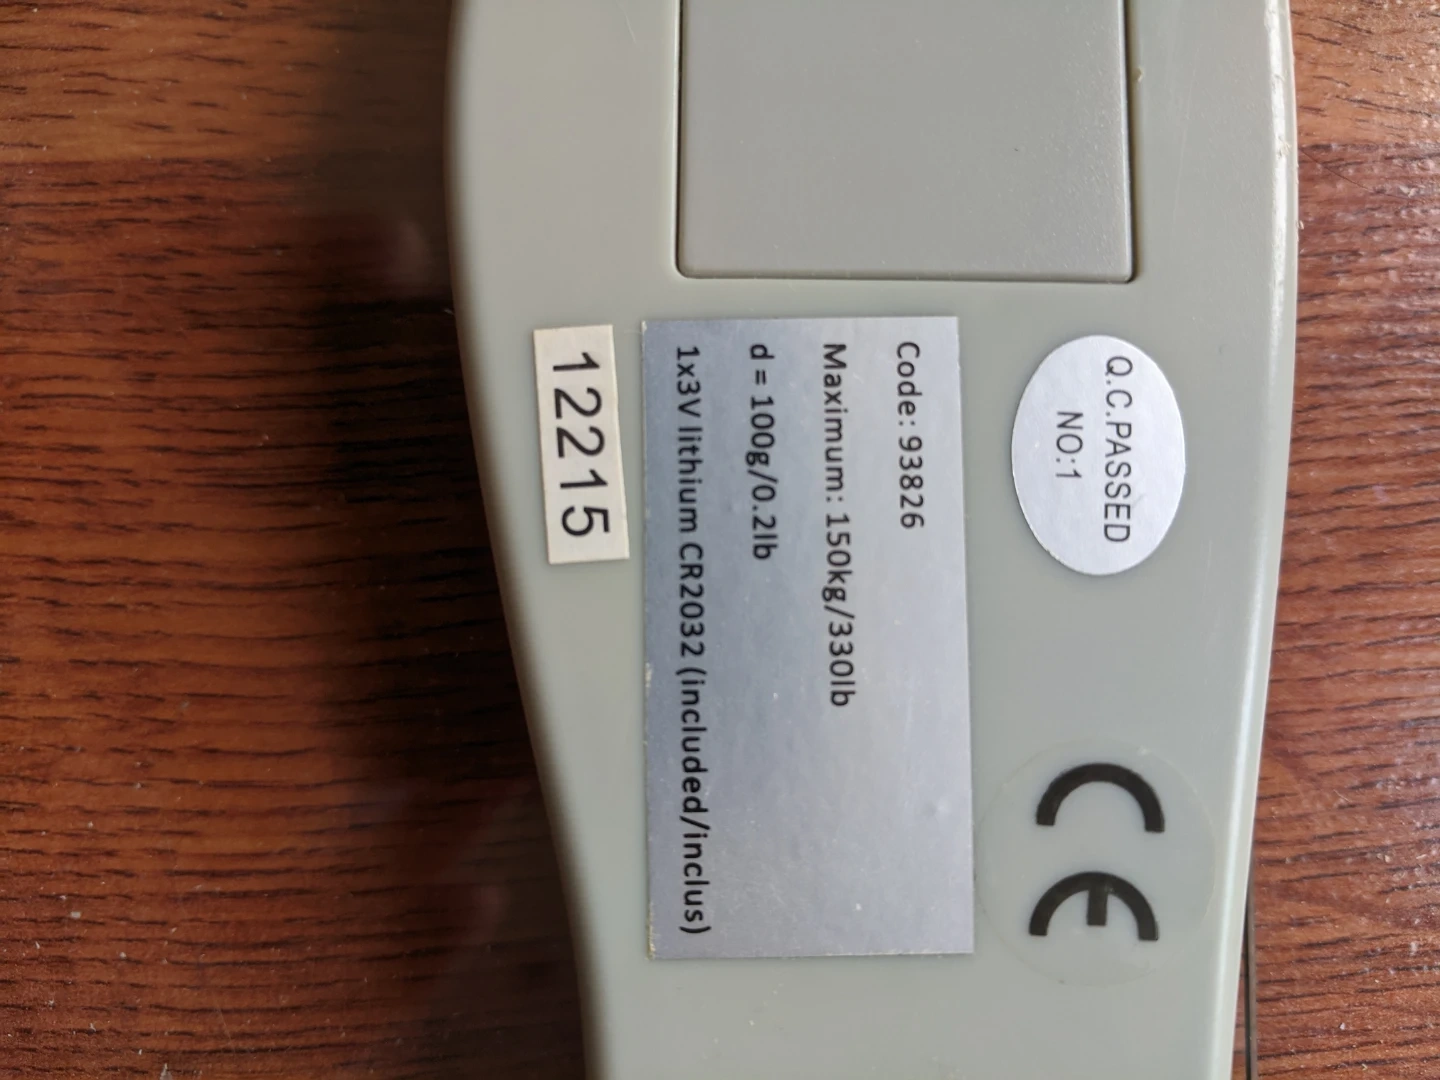 Q.C.PASSED
NO:1
CE
Code: 93826
Maximum: 150kg/330lb
d = 100g/0.2lb
1x3V lithium CR2032 (included/inclus)
12215